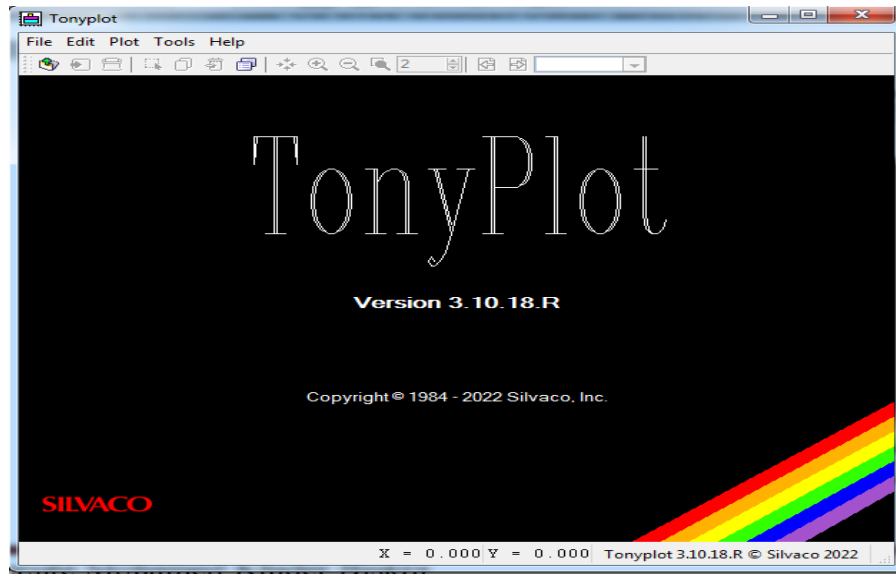 Tonyplot
File Edit Plot Tools Help
2
TonyPlot
Version 3.10.18.R
Copyright © 1984 - 2022 Silvaco, Inc.
SILVACO
X = 0.000 Y = 0.000 Tonyplot 3.10.18.R © Silvaco 2022